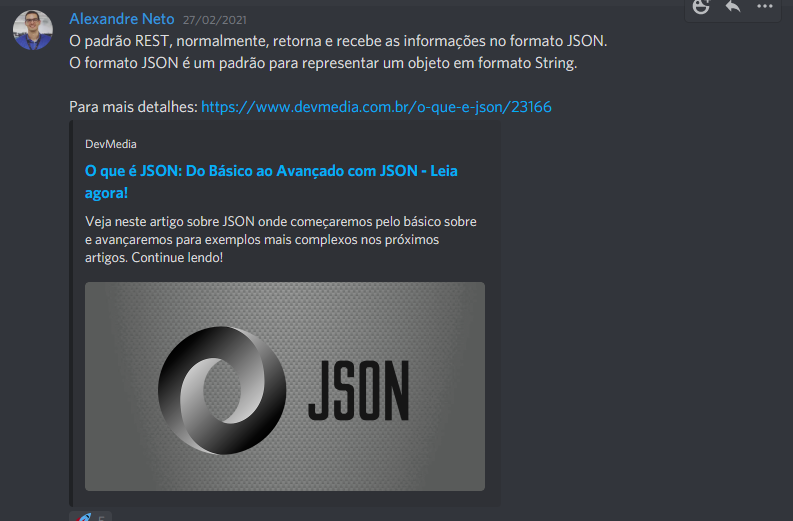 Alexandre Neto 27/02/2021
O padrão REST, normalmente, retorna e recebe as informações no formato JSON.
O formato JSON é um padrão para representar um objeto em formato String.
Para mais detalhes: https://www.devmedia.com.br/o-que-e-json/23166
DevMedia
O que é JSON: Do Básico ao Avançado com JSON - Leia
agora!
Veja neste artigo sobre JSON onde começaremos pelo básico sobre
e avançaremos para exemplos mais complexos nos próximos
artigos. Continue lendo!
JSON
5